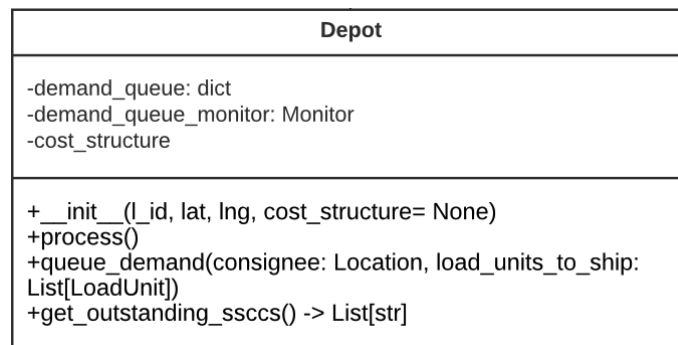 Depot
-demand_queue: dict
-demand_queue_monitor: Monitor
-cost_structure
+__init__(l_id, lat, lng, cost_structure= None)
+process()
+queue_demand(consignee: Location, load_units_to_ship:
List[LoadUnit])
+get_outstanding_ssccs() -> List[str]